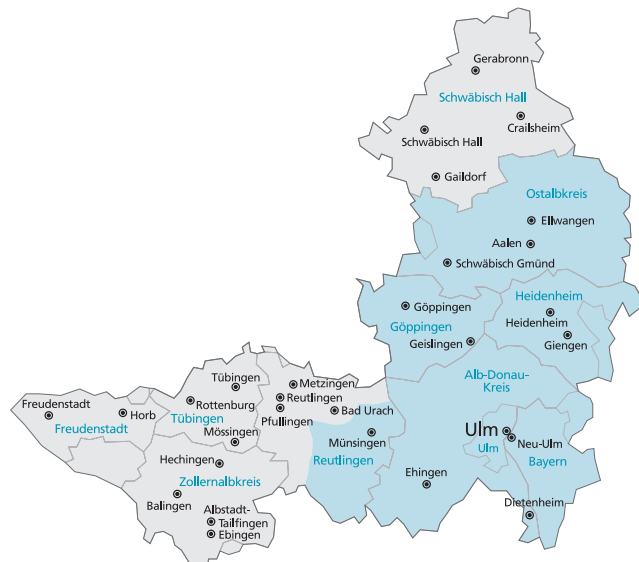 Gerabronn
Schwäbisch Hall
Crailsheim
Schwäbisch Hall
Gaildorf
Ostalbkreis
Ellwangen
Aalen
Schwäbisch Gmünd
Heidenheim
Göppingen
Heidenheim
Göppingen
Geislingen
Giengen
Alb-Donau-
Kreis
Tübingen
Metzingen
Reutlingen
Rottenburg
Freudenstadt
Horb
Bad Urach
Tübingen
Pfullingen
Freudenstadt
Mössingen
Münsingen
Ulm
Neu-Ulm
Ulm
Hechingen
Reutlingen
Bayern
Zollernalbkreis
Ehingen
Balingen
Dietenheim
Albstadt-
Tailfingen
Ebingen